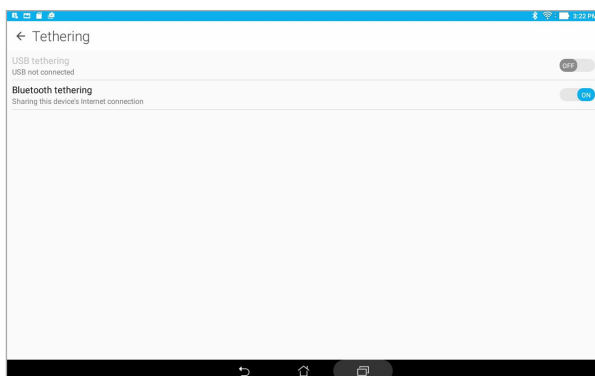 3:22 PM
Tethering
USB tethering
USB not connected
OFF
Bluetooth tethering
Sharing this device's Internet connection
ON